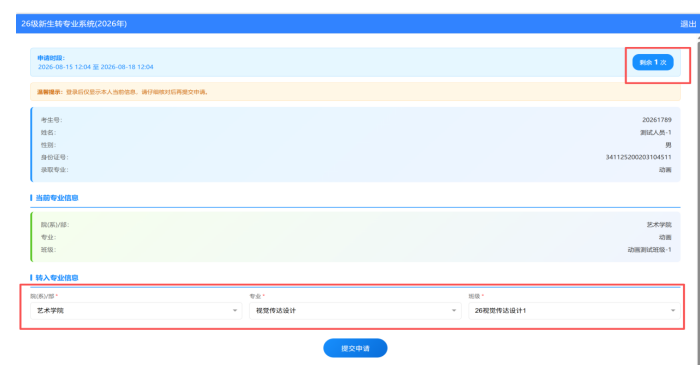 26级新生转专业系统(2026年) 退出
申请时段:
2026-08-15 12:04 至 2026-08-18 12:04
剩余 1 次
温馨提示: 登录后仅显示本人当前信息, 请仔细核对后再提交申请。
考生号: 20261789
姓名: 测试人员-1
性别: 男
身份证号: 341125200203104511
录取专业: 动画
当前专业信息
院(系)/部: 艺术学院
专业: 动画
班级: 动画测试班级-1
转入专业信息
院(系)/部 * 专业 * 班级 *
艺术学院 视觉传达设计 26视觉传达设计1
提交申请